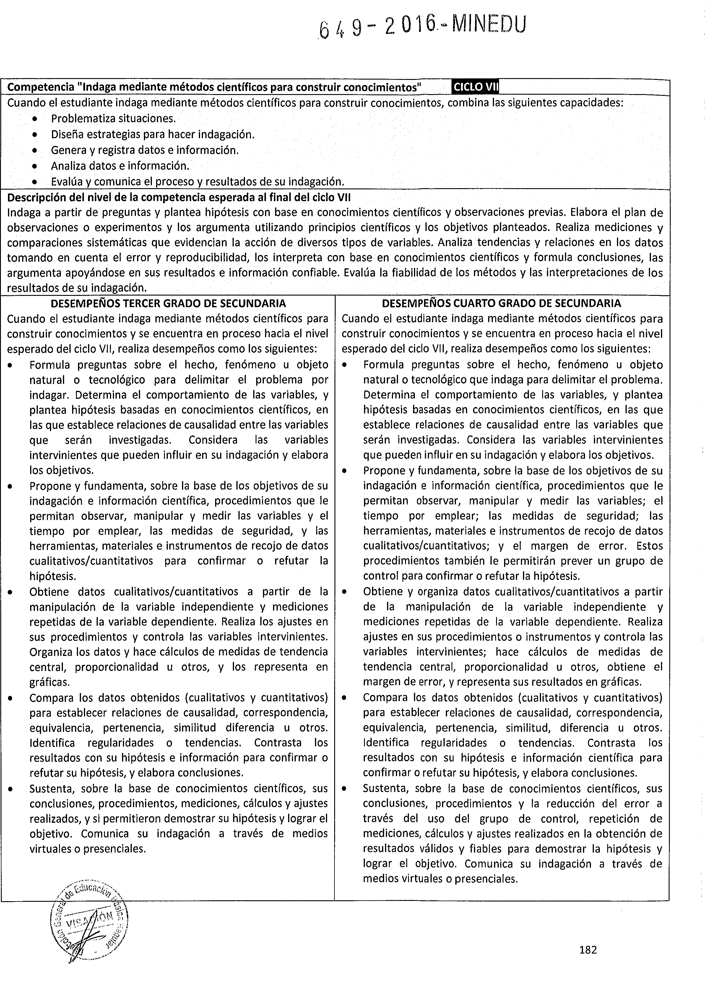 649-2016-MINEDU
Competencia "Indaga mediante métodos científicos para construir conocimientos" CICLO VII
Cuando el estudiante indaga mediante métodos científicos para construir conocimientos, combina las siguientes capacidades:
• Problematiza situaciones.
• Diseña estrategias para hacer indagación.
• Genera y registra datos e información.
• Analiza datos e información.
• Evalúa y comunica el proceso y resultados de su indagación.
Descripción del nivel de la competencia esperada al final del ciclo VII
Indaga a partir de preguntas y plantea hipótesis con base en conocimientos científicos y observaciones previas. Elabora el plan de
observaciones o experimentos y los argumenta utilizando principios científicos y los objetivos planteados. Realiza mediciones y
comparaciones sistemáticas que evidencian la acción de diversos tipos de variables. Analiza tendencias y relaciones en los datos
tomando en cuenta el error y reproducibilidad, los interpreta con base en conocimientos científicos y formula conclusiones, las
argumenta apoyándose en sus resultados e información confiable. Evalúa la fiabilidad de los métodos y las interpretaciones de los
resultados de su indagación.
DESEMPEÑOS TERCER GRADO DE SECUNDARIA
Cuando el estudiante indaga mediante métodos científicos para
construir conocimientos y se encuentra en proceso hacia el nivel
esperado del ciclo VII, realiza desempeños como los siguientes:
• Formula preguntas sobre el hecho, fenómeno u objeto
natural o tecnológico para delimitar el problema por
indagar. Determina el comportamiento de las variables, y
plantea hipótesis basadas en conocimientos científicos, en
las que establece relaciones de causalidad entre las variables
que serán investigadas. Considera las variables
intervinientes que pueden influir en su indagación y elabora
los objetivos.
• Propone y fundamenta, sobre la base de los objetivos de su
indagación e información científica, procedimientos que le
permitan observar, manipular y medir las variables y el
tiempo por emplear, las medidas de seguridad, y las
herramientas, materiales e instrumentos de recojo de datos
cualitativos/cuantitativos para confirmar o refutar la
hipótesis.
• Obtiene datos cualitativos/cuantitativos a partir de la
manipulación de la variable independiente y mediciones
repetidas de la variable dependiente. Realiza los ajustes en
sus procedimientos y controla las variables intervinientes.
Organiza los datos y hace cálculos de medidas de tendencia
central, proporcionalidad u otros, y los representa en
gráficas.
• Compara los datos obtenidos (cualitativos y cuantitativos)
para establecer relaciones de causalidad, correspondencia,
equivalencia, pertenencia, similitud diferencia u otros.
Identifica regularidades o tendencias. Contrasta los
resultados con su hipótesis e información para confirmar o
refutar su hipótesis, y elabora conclusiones.
• Sustenta, sobre la base de conocimientos científicos, sus
conclusiones, procedimientos, mediciones, cálculos y ajustes
realizados, y si permitieron demostrar su hipótesis y lograr el
objetivo. Comunica su indagación a través de medios
virtuales o presenciales.
DESEMPEÑOS CUARTO GRADO DE SECUNDARIA
Cuando el estudiante indaga mediante métodos científicos para
construir conocimientos y se encuentra en proceso hacia el nivel
esperado del ciclo VII, realiza desempeños como los siguientes:
• Formula preguntas sobre el hecho, fenómeno u objeto
natural o tecnológico que indaga para delimitar el problema.
Determina el comportamiento de las variables, y plantea
hipótesis basadas en conocimientos científicos, en las que
establece relaciones de causalidad entre las variables que
serán investigadas. Considera las variables intervinientes
que pueden influir en su indagación y elabora los objetivos.
• Propone y fundamenta, sobre la base de los objetivos de su
indagación e información científica, procedimientos que le
permitan observar, manipular y medir las variables; el
tiempo por emplear; las medidas de seguridad; las
herramientas, materiales e instrumentos de recojo de datos
cualitativos/cuantitativos; y el margen de error. Estos
procedimientos también le permitirán prever un grupo de
control para confirmar o refutar la hipótesis.
• Obtiene y organiza datos cualitativos/cuantitativos a partir
de la manipulación de la variable independiente y
mediciones repetidas de la variable dependiente. Realiza
ajustes en sus procedimientos o instrumentos y controla las
variables intervinientes; hace cálculos de medidas de
tendencia central, proporcionalidad u otros, obtiene el
margen de error, y representa sus resultados en gráficas.
• Compara los datos obtenidos (cualitativos y cuantitativos)
para establecer relaciones de causalidad, correspondencia,
equivalencia, pertenencia, similitud, diferencia u otros.
Identifica regularidades o tendencias. Contrasta los
resultados con su hipótesis e información científica para
confirmar o refutar su hipótesis, y elabora conclusiones.
• Sustenta, sobre la base de conocimientos científicos, sus
conclusiones, procedimientos y la reducción del error a
través del uso del grupo de control, repetición de
mediciones, cálculos y ajustes realizados en la obtención de
resultados válidos y fiables para demostrar la hipótesis y
lograr el objetivo. Comunica su indagación a través de
medios virtuales o presenciales.
General de Educación Básica Regular
VISACIÓN
182